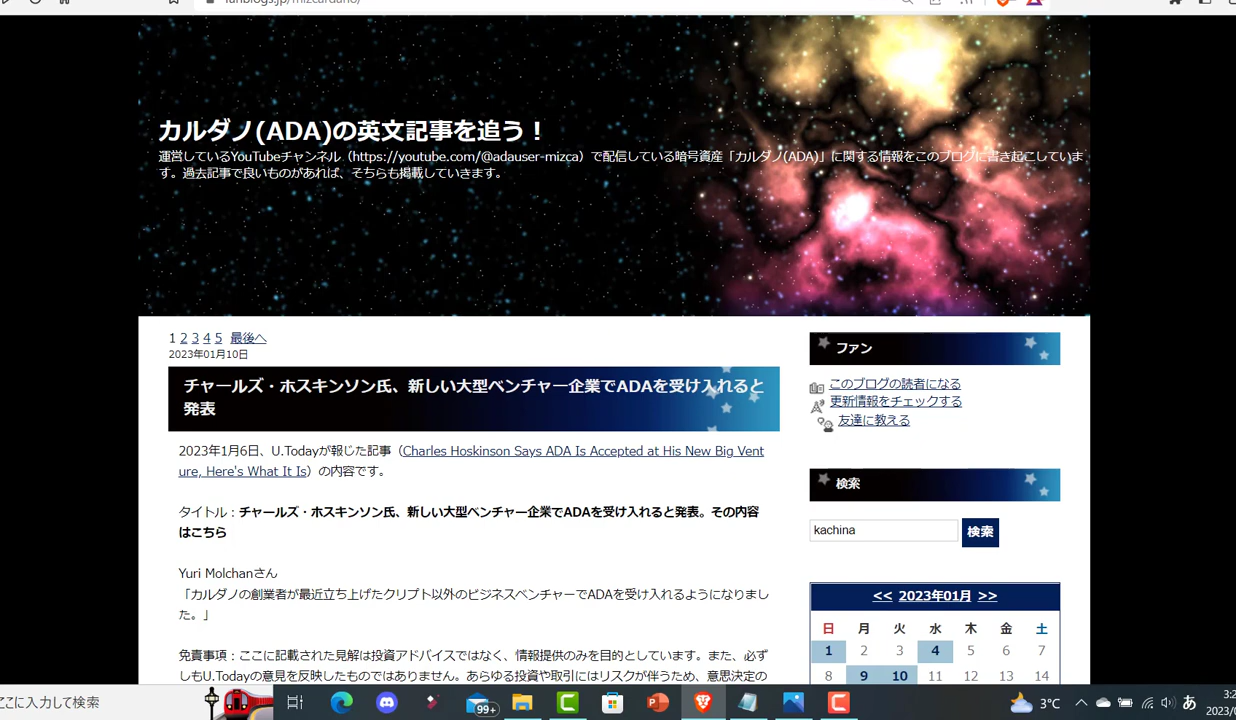 fanblogs.jp/mizcardano/
カルダノ(ADA)の英文記事を追う！
運営しているYouTubeチャンネル（https://youtube.com/@adauser-mizca）で配信している暗号資産「カルダノ(ADA)」に関する情報をこのブログに書き起こしていま
す。過去記事で良いものがあれば、そちらも掲載していきます。
1 2 3 4 5 最後へ
2023年01月10日
チャールズ・ホスキンソン氏、新しい大型ベンチャー企業でADAを受け入れると
発表
2023年1月6日、U.Todayが報じた記事（Charles Hoskinson Says ADA Is Accepted at His New Big Vent
ure, Here's What It Is）の内容です。
タイトル：チャールズ・ホスキンソン氏、新しい大型ベンチャー企業でADAを受け入れると発表。その内容
はこちら
Yuri Molchanさん
「カルダノの創業者が最近立ち上げたクリプト以外のビジネスベンチャーでADAを受け入れるようになりまし
た。」
免責事項：ここに記載された見解は投資アドバイスではなく、情報提供のみを目的としています。また、必ず
しもU.Todayの意見を反映したものではありません。あらゆる投資や取引にはリスクが伴うため、意思決定の
ファン
このブログの読者になる
更新情報をチェックする
友達に教える
検索
kachina 検索
<< 2023年01月 >>
日 月 火 水 木 金 土
1 2 3 4 5 6 7
8 9 10 11 12 13 14
ここに入力して検索
99+
3℃
あ
3:2
2023/